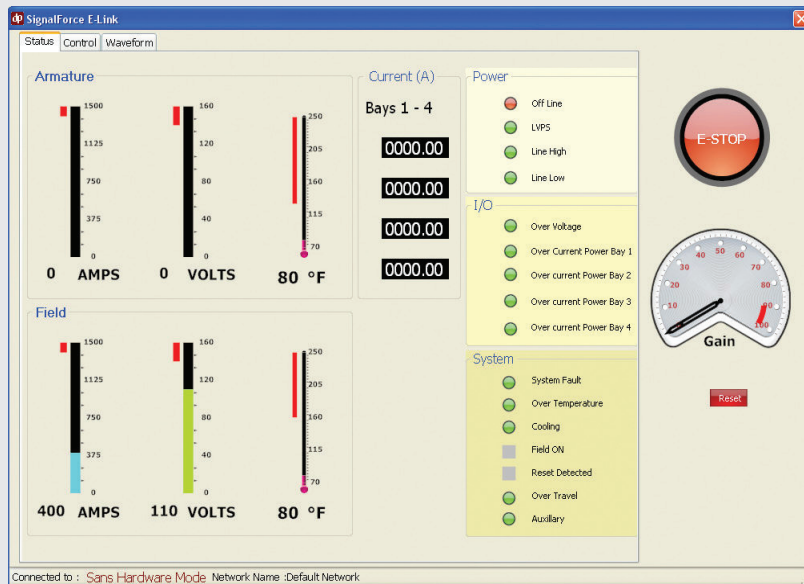 dp SignalForce E-Link
Status Control Waveform
Armature
1500
1125
750
375
0
0 AMPS
160
120
80
40
0
0 VOLTS
250
205
160
115
70
80 °F
Current (A)
Bays 1 - 4
0000.00
0000.00
0000.00
0000.00
Power
Off Line
LVPS
Line High
Line Low
I/O
Over Voltage
Over Current Power Bay 1
Over current Power Bay 2
Over current Power Bay 3
Over current Power Bay 4
Field
1500
1125
750
375
0
400 AMPS
160
120
80
40
0
110 VOLTS
250
205
160
115
70
80 °F
System
System Fault
Over Temperature
Cooling
Field ON
Reset Detected
Over Travel
Auxillary
E-STOP
10 20 30 40 50 60 70 80 90 100
Gain
Reset
Connected to : Sans Hardware Mode Network Name :Default Network